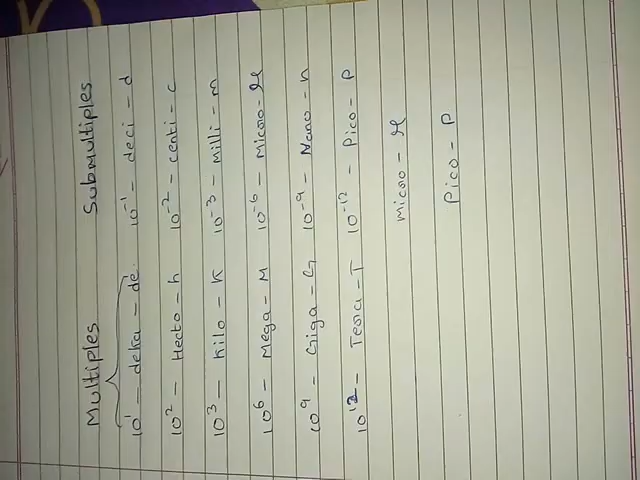 Multiples Submultiples
10¹ – deka – de 10⁻¹ – deci – d
10² – Hecto – h 10⁻² – centi – c
10³ – Kilo – K 10⁻³ – Milli – m
10⁶ – Mega – M 10⁻⁶ – Micro – μ
10⁹ – Giga – G 10⁻⁹ – Nano – n
10¹² – Tera – T 10⁻¹² – Pico – p
Micro – μ
Pico – p